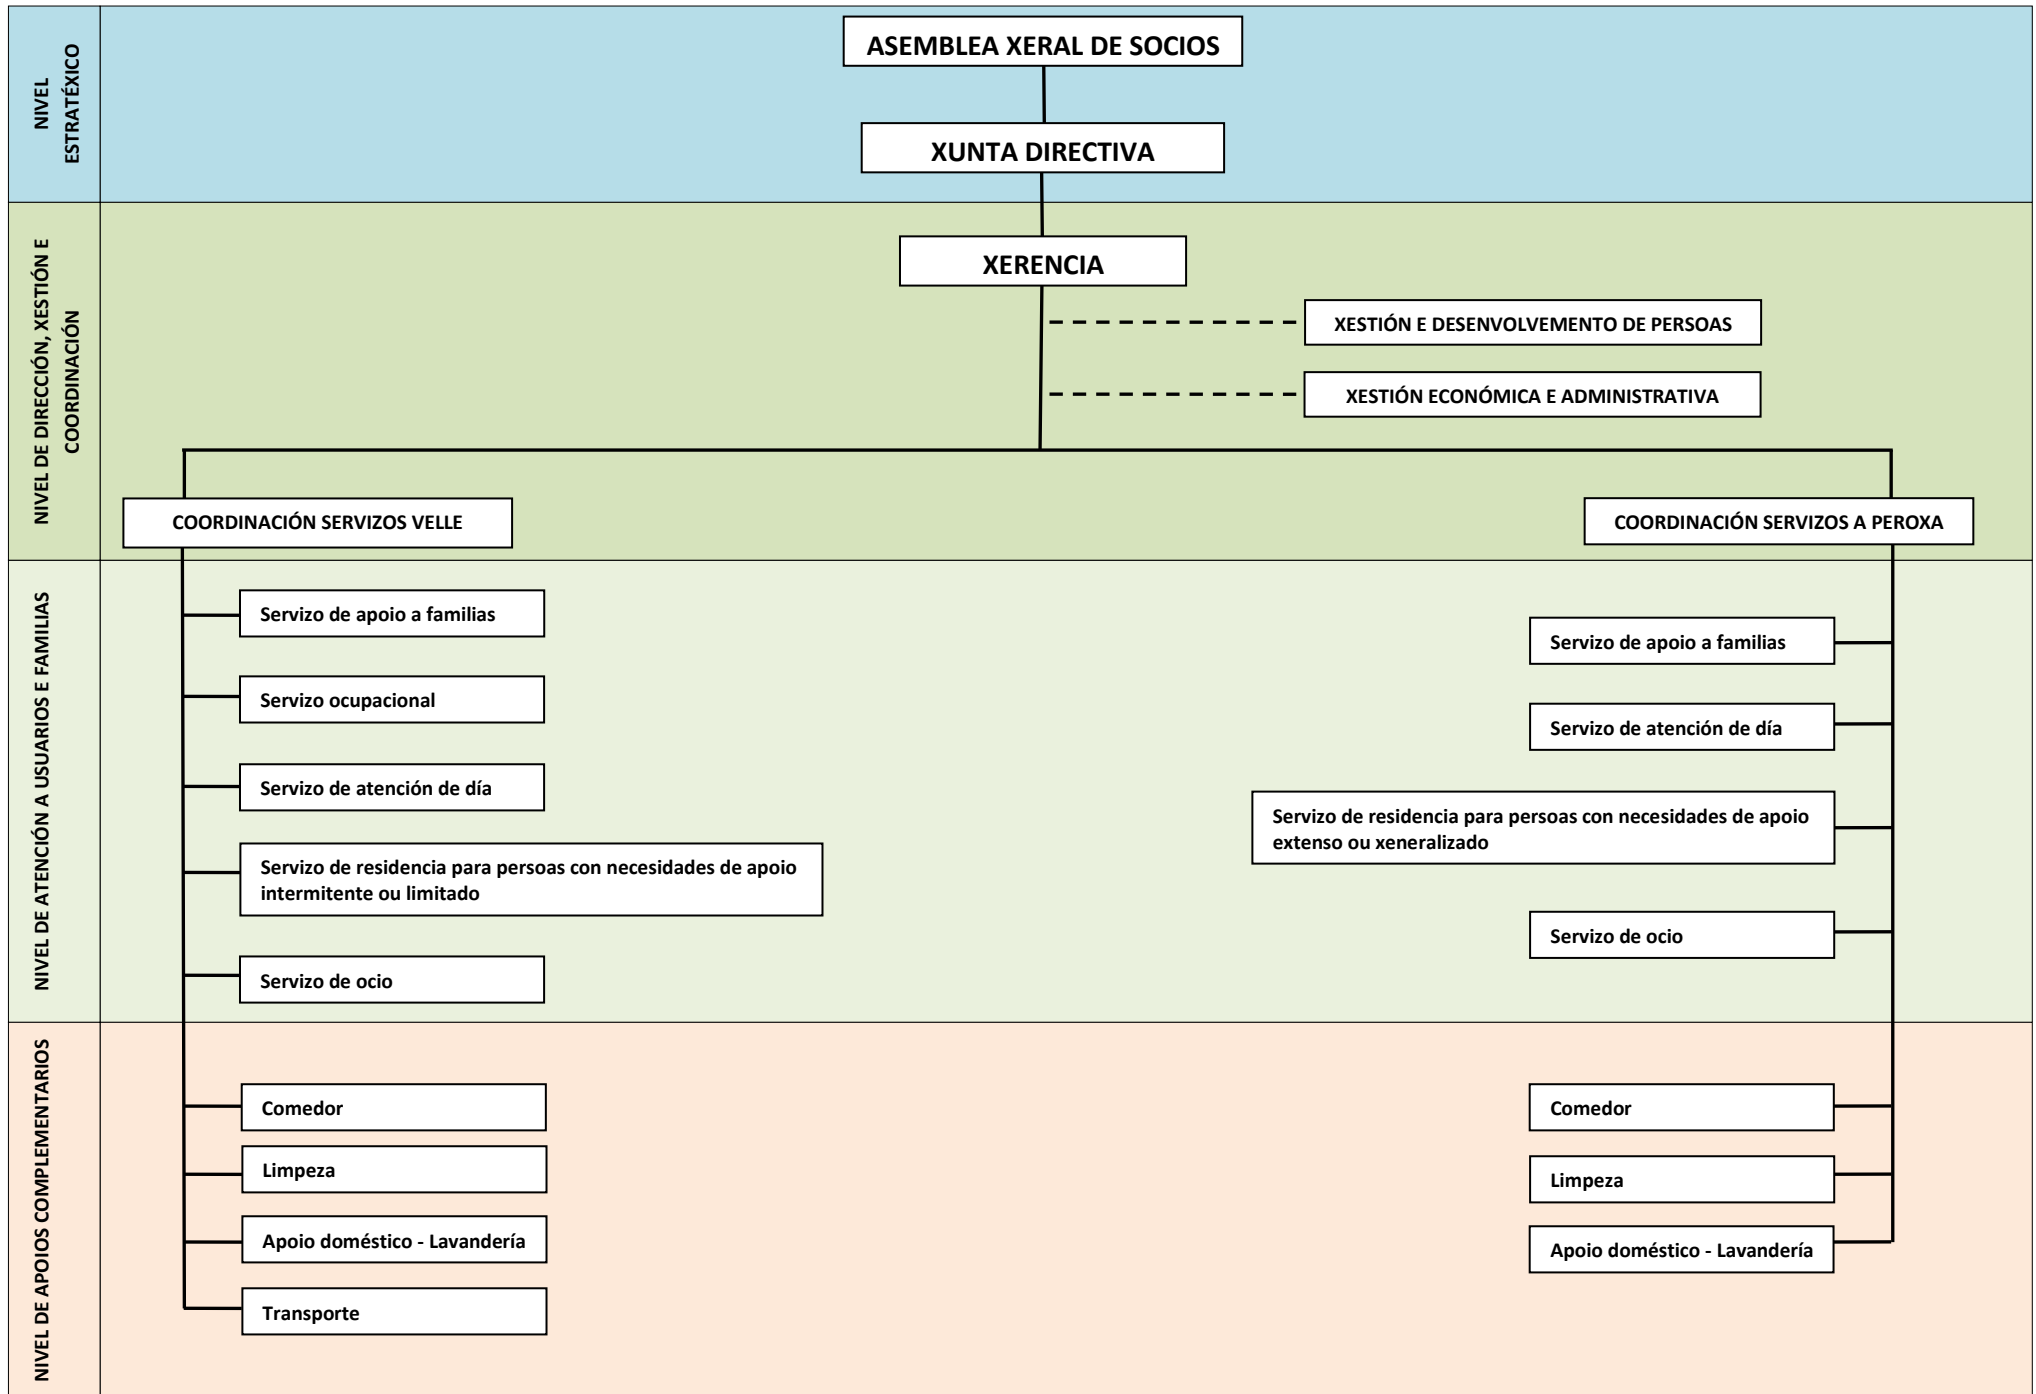 NIVEL
ESTRATÉXICO
ASEMBLEA XERAL DE SOCIOS
XUNTA DIRECTIVA
NIVEL DE DIRECCIÓN, XESTIÓN E
COORDINACIÓN
XERENCIA
XESTIÓN E DESENVOLVEMENTO DE PERSOAS
XESTIÓN ECONÓMICA E ADMINISTRATIVA
COORDINACIÓN SERVIZOS VELLE
COORDINACIÓN SERVIZOS A PEROXA
NIVEL DE ATENCIÓN A USUARIOS E FAMILIAS
Servizo de apoio a familias
Servizo ocupacional
Servizo de atención de día
Servizo de residencia para persoas con necesidades de apoio
intermitente ou limitado
Servizo de ocio
Servizo de apoio a familias
Servizo de atención de día
Servizo de residencia para persoas con necesidades de apoio
extenso ou xeneralizado
Servizo de ocio
NIVEL DE APOIOS COMPLEMENTARIOS
Comedor
Limpeza
Apoio doméstico - Lavandería
Transporte
Comedor
Limpeza
Apoio doméstico - Lavandería